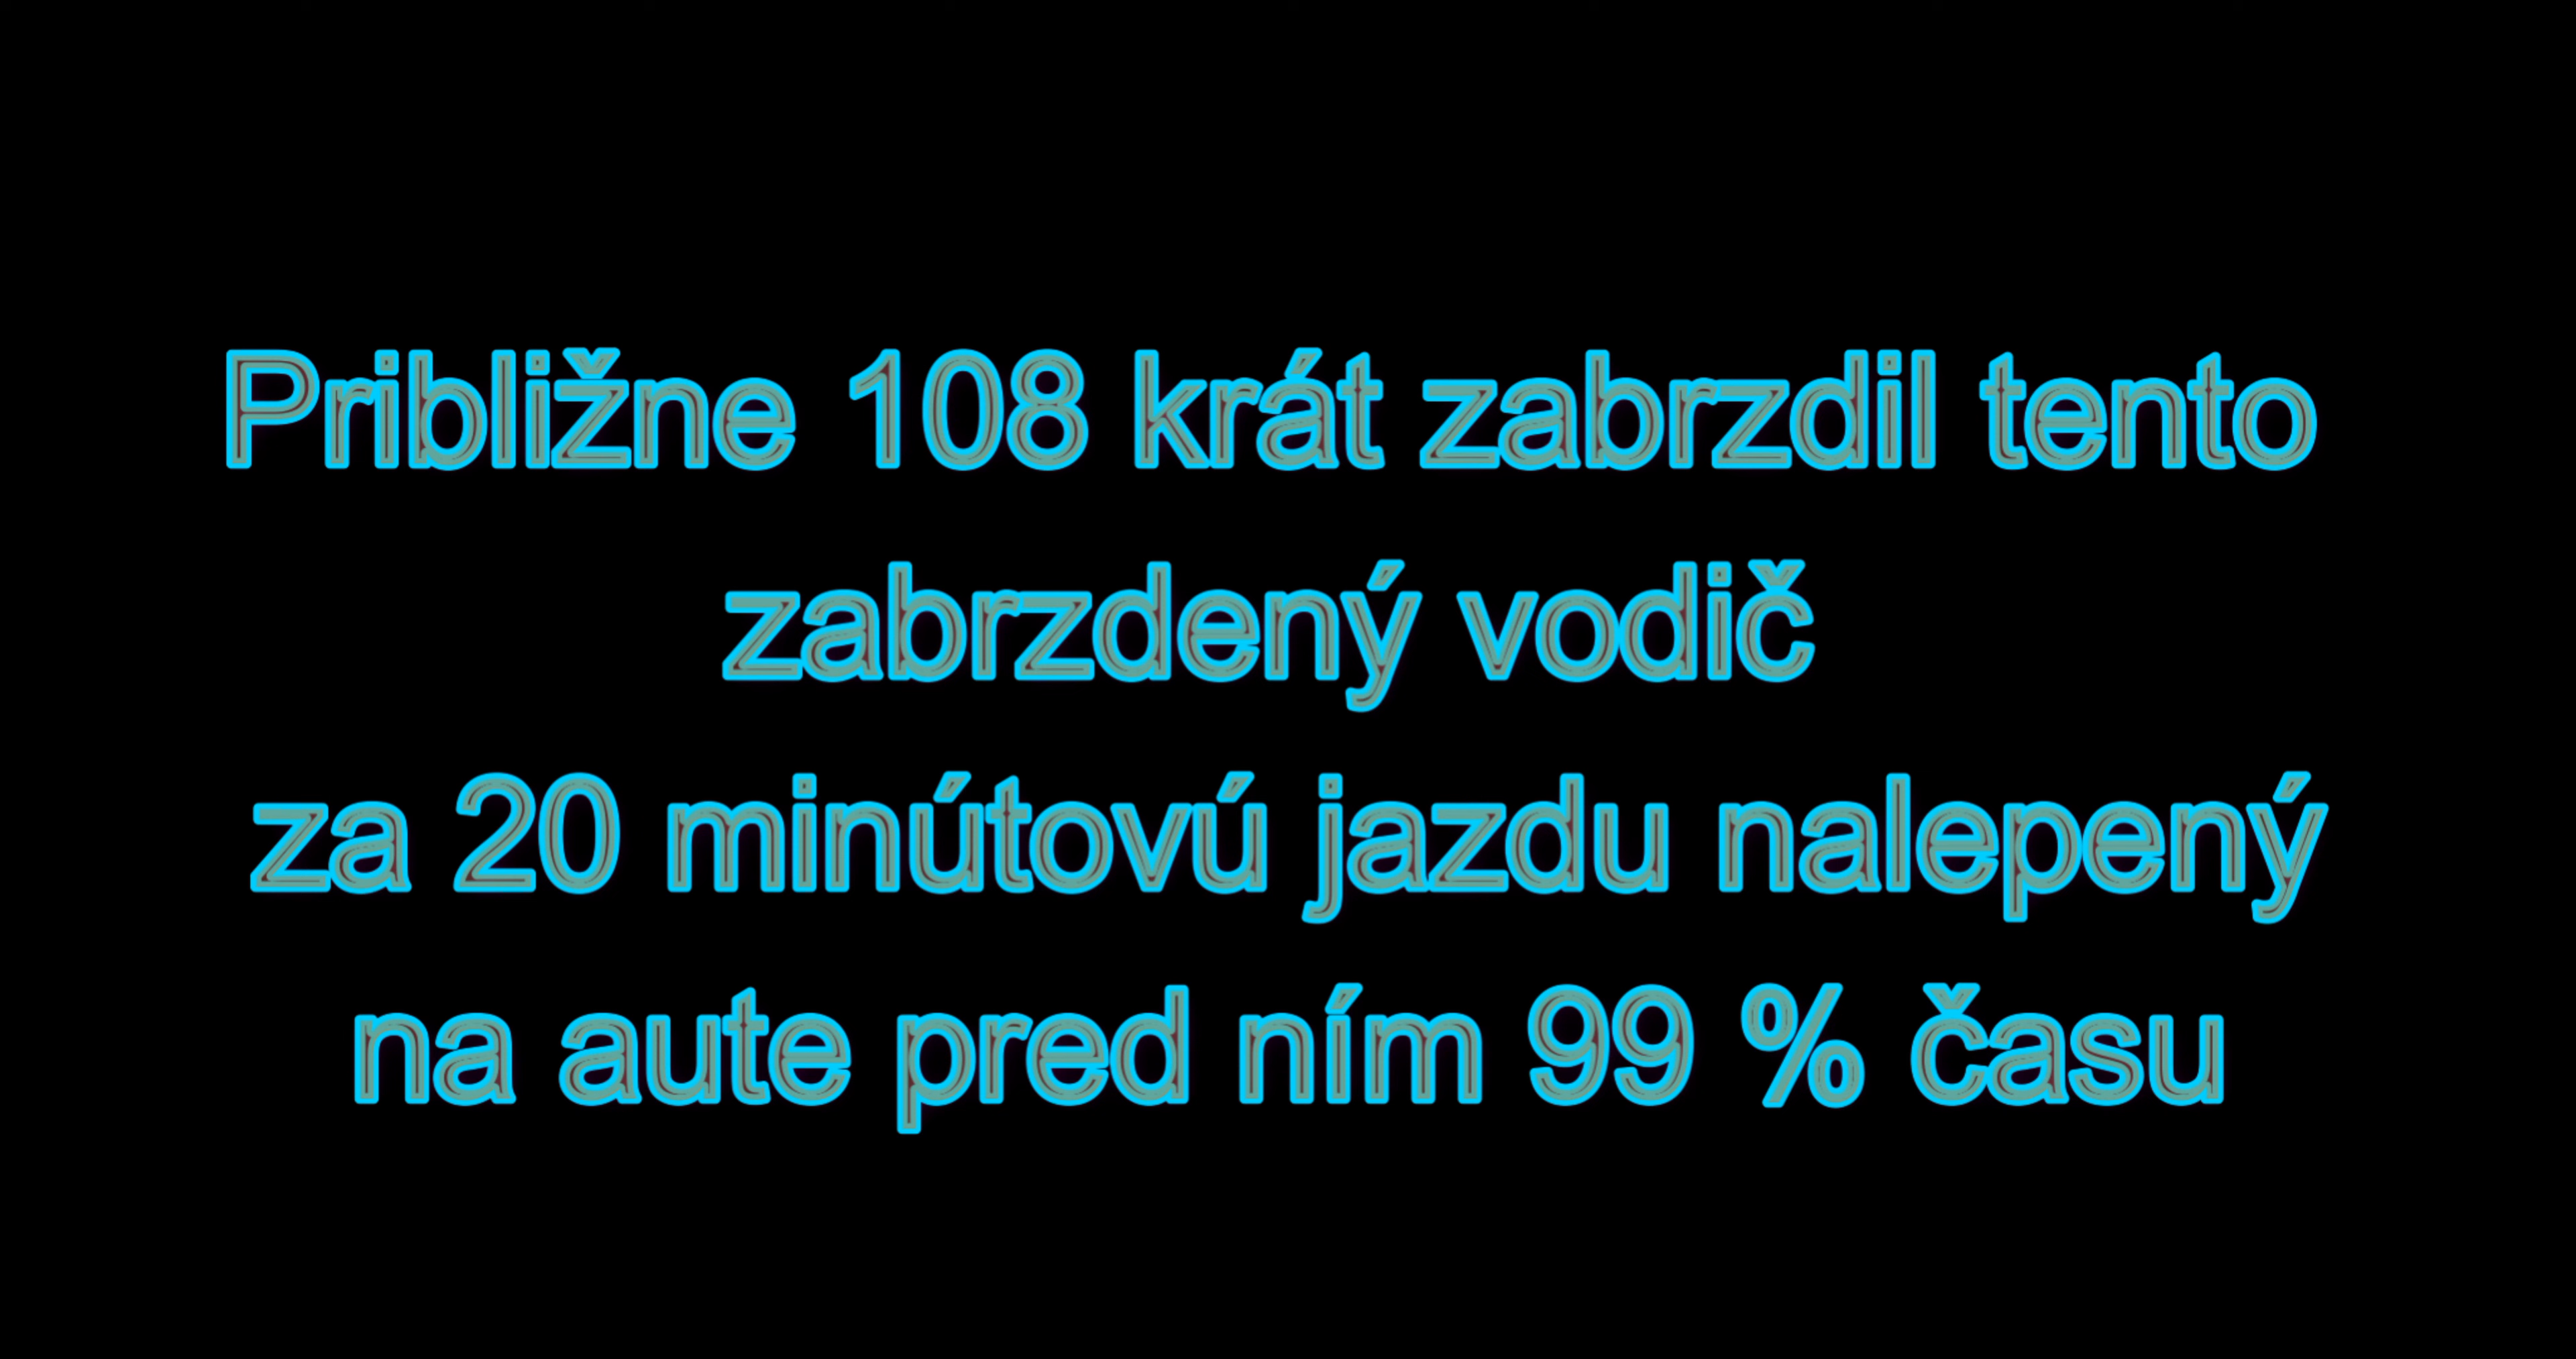 Približne 108 krát zabrzdil tento
zabrzdený vodič
za 20 minútovú jazdu nalepený
na aute pred ním 99 % času